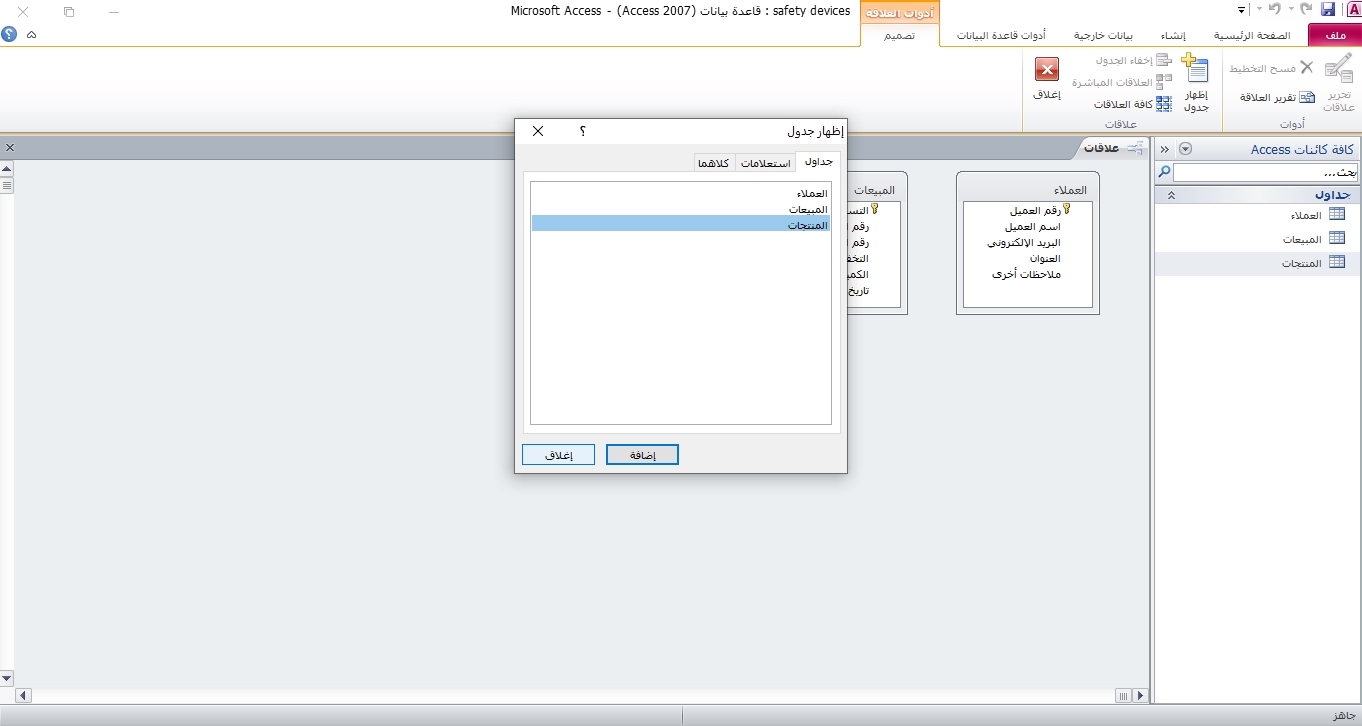 safety devices : قاعدة بيانات (Access 2007) - Microsoft Access
أدوات العلاقة
ملف
الصفحة الرئيسية
إنشاء
بيانات خارجية
أدوات قاعدة البيانات
تصميم
تحرير علاقات
مسح التخطيط
تقرير العلاقة
أدوات
إظهار جدول
إخفاء الجدول
العلاقات المباشرة
كافة العلاقات
علاقات
إغلاق
كافة كائنات Access
بحث...
جداول
العملاء
المبيعات
المنتجات
علاقات
العملاء
رقم العميل
اسم العميل
البريد الإلكتروني
العنوان
ملاحظات أخرى
المبيعات
رقم
رقم
تاريخ
إظهار جدول
؟
جداول
استعلامات
كلاهما
العملاء
المبيعات
المنتجات
إضافة
إغلاق
جاهز